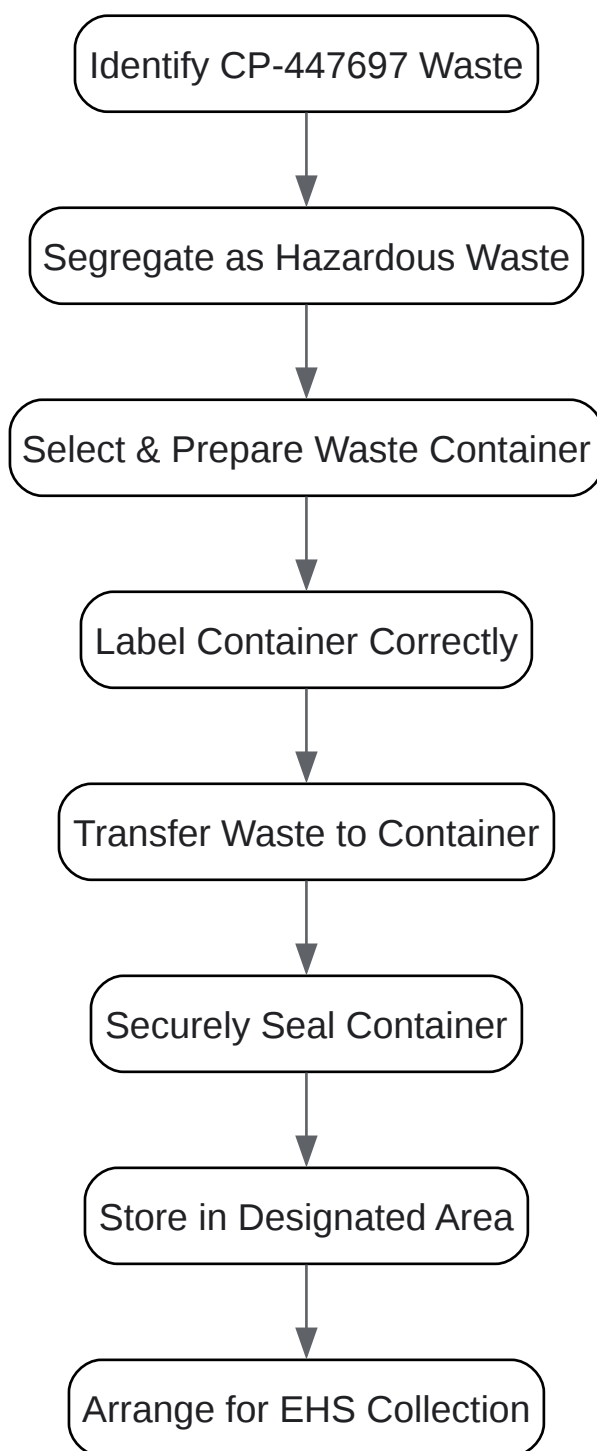 Identify CP-447697 Waste
Segregate as Hazardous Waste
Select & Prepare Waste Container
Label Container Correctly
Transfer Waste to Container
Securely Seal Container
Store in Designated Area
Arrange for EHS Collection